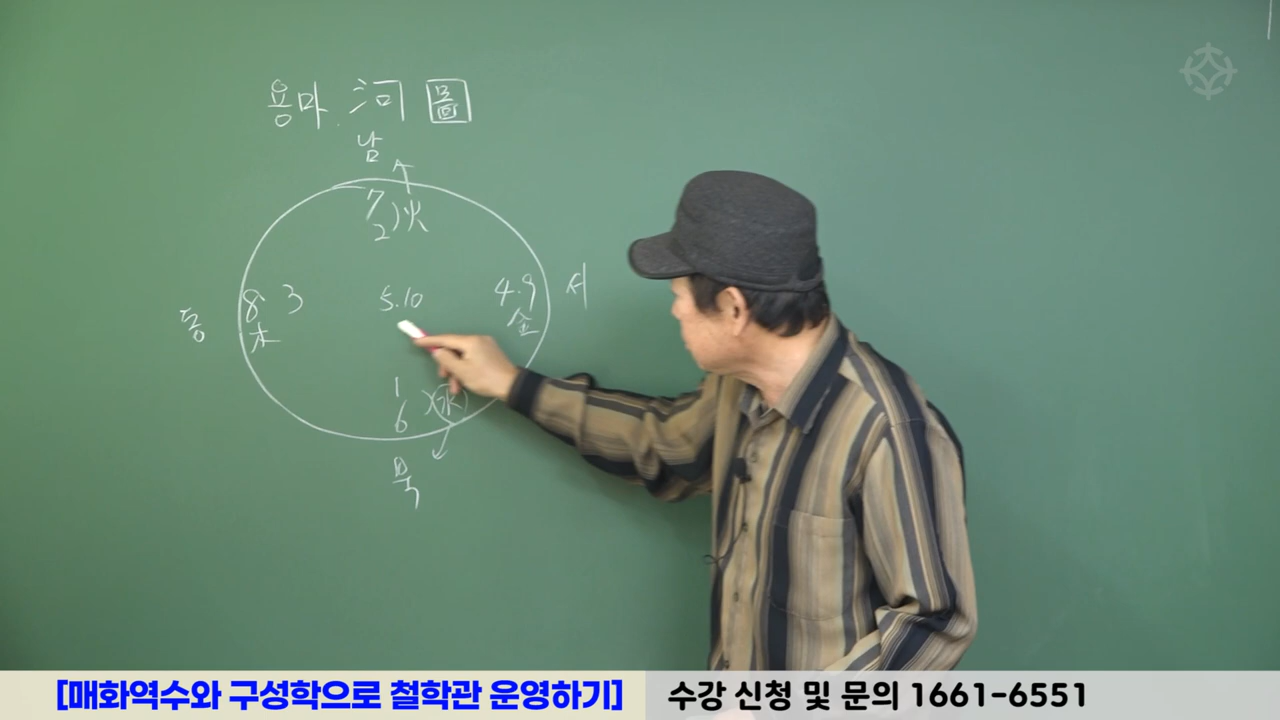 용마. 河 圖
남
7
2) 火
동
8 3
木
5.10
4.9
金
서
1
6 ) 水
북
[매화역수와 구성학으로 철학관 운영하기]
수강 신청 및 문의 1661-6551